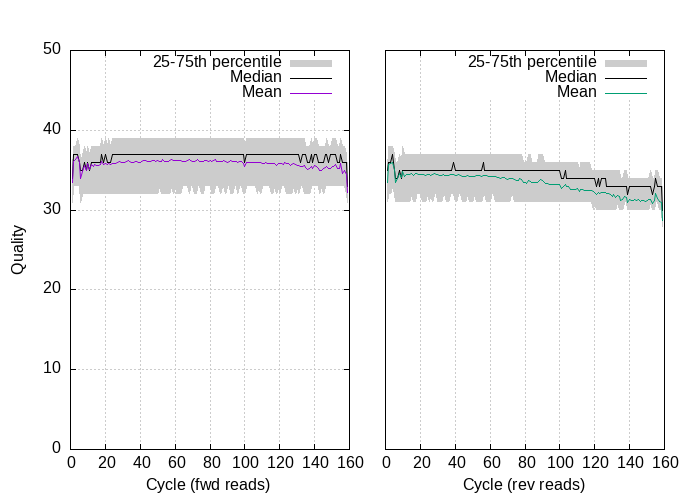 50
40
30
20
10
0
Quality
25-75th percentile
Median
Mean
0 20 40 60 80 100 120 140 160
Cycle (fwd reads)
25-75th percentile
Median
Mean
0 20 40 60 80 100 120 140 160
Cycle (rev reads)